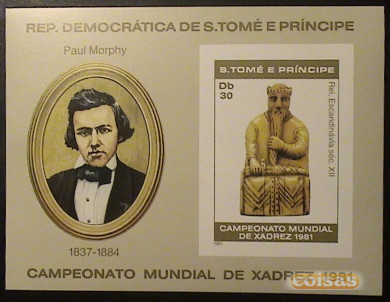 REP. DEMOCRÁTICA DE S.TOMÉ E PRÍNCIPE
Paul Morphy
1837-1884
S.TOMÉ E PRÍNCIPE
Db
30
Rei, Escandinávia séc. XII
CAMPEONATO MUNDIAL
DE XADREZ 1981
1981
CAMPEONATO MUNDIAL DE XADREZ 1981
coisas